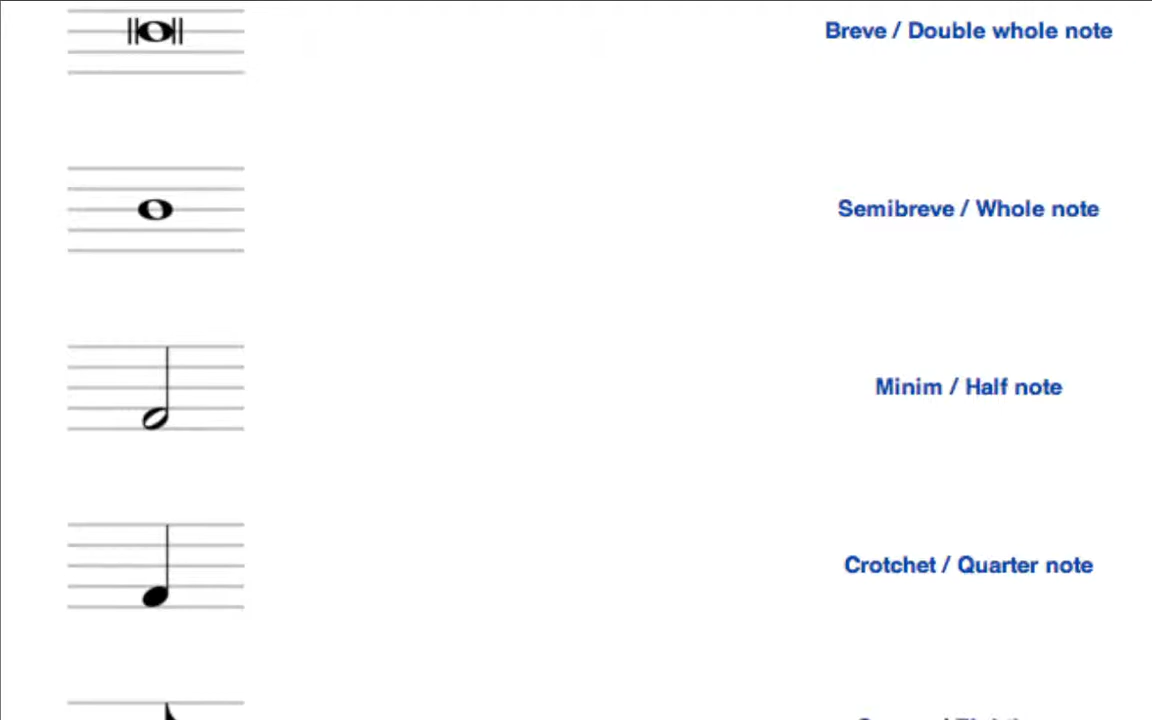 Breve / Double whole note
Semibreve / Whole note
Minim / Half note
Crotchet / Quarter note